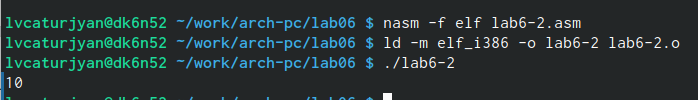 lvcaturjyan@dk6n52 ~/work/arch-pc/lab06 $ nasm -f elf lab6-2.asm
lvcaturjyan@dk6n52 ~/work/arch-pc/lab06 $ ld -m elf_i386 -o lab6-2 lab6-2.o
lvcaturjyan@dk6n52 ~/work/arch-pc/lab06 $ ./lab6-2
10
lvcaturjyan@dk6n52 ~/work/arch-pc/lab06 $